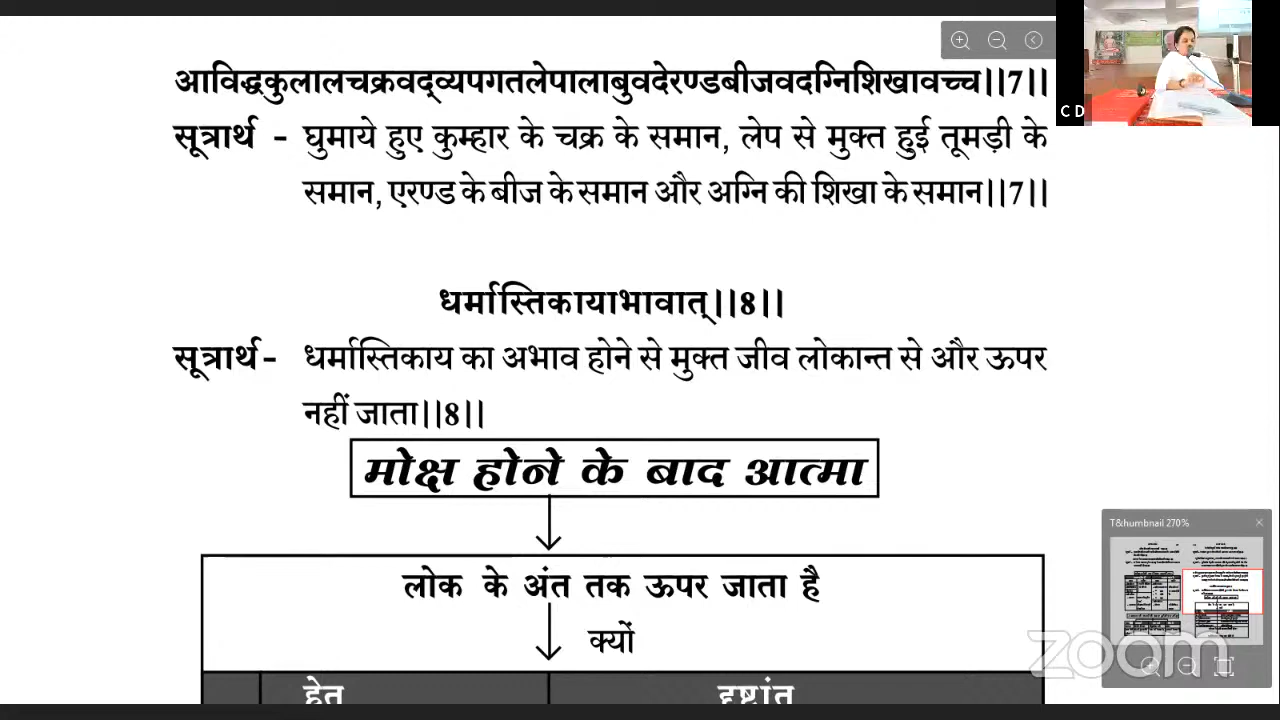 आविद्धकुलालचक्रवद्व्यपगतलेपालाबुवदेरण्डबीजवदग्निशिखावच्च||7||
सूत्रार्थ - घुमाये हुए कुम्हार के चक्र के समान, लेप से मुक्त हुई तूमड़ी के
समान, एरण्ड के बीज के समान और अग्नि की शिखा के समान||7||
धर्मास्तिकायाभावात्||8||
सूत्रार्थ- धर्मास्तिकाय का अभाव होने से मुक्त जीव लोकान्त से और ऊपर
नहीं जाता||8||
मोक्ष होने के बाद आत्मा
लोक के अंत तक ऊपर जाता है
क्यों
हेतु
दृष्टांत
C D
T&humbnail 270%
zoom